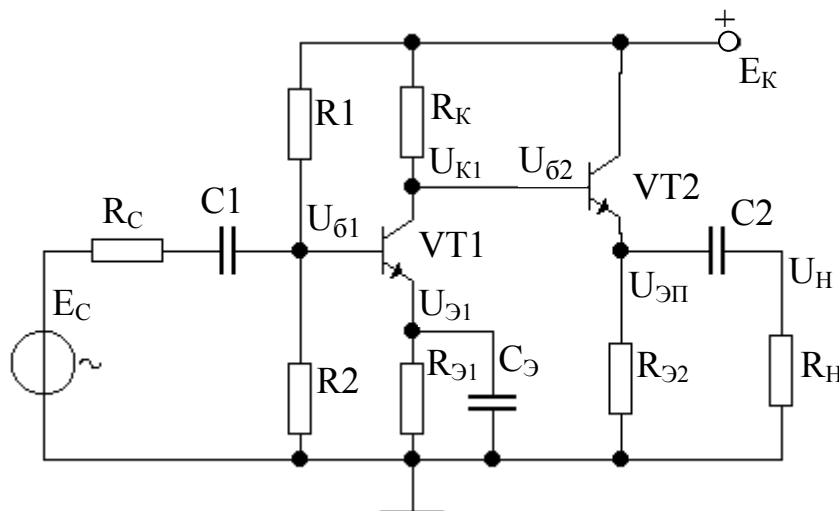 +
E_К
R1
R_К
U_К1
U_б2
VT2
R_С
C1
U_б1
VT1
C2
E_С
U_Э1
U_ЭП
U_Н
~
R2
R_Э1
C_Э
R_Э2
R_Н